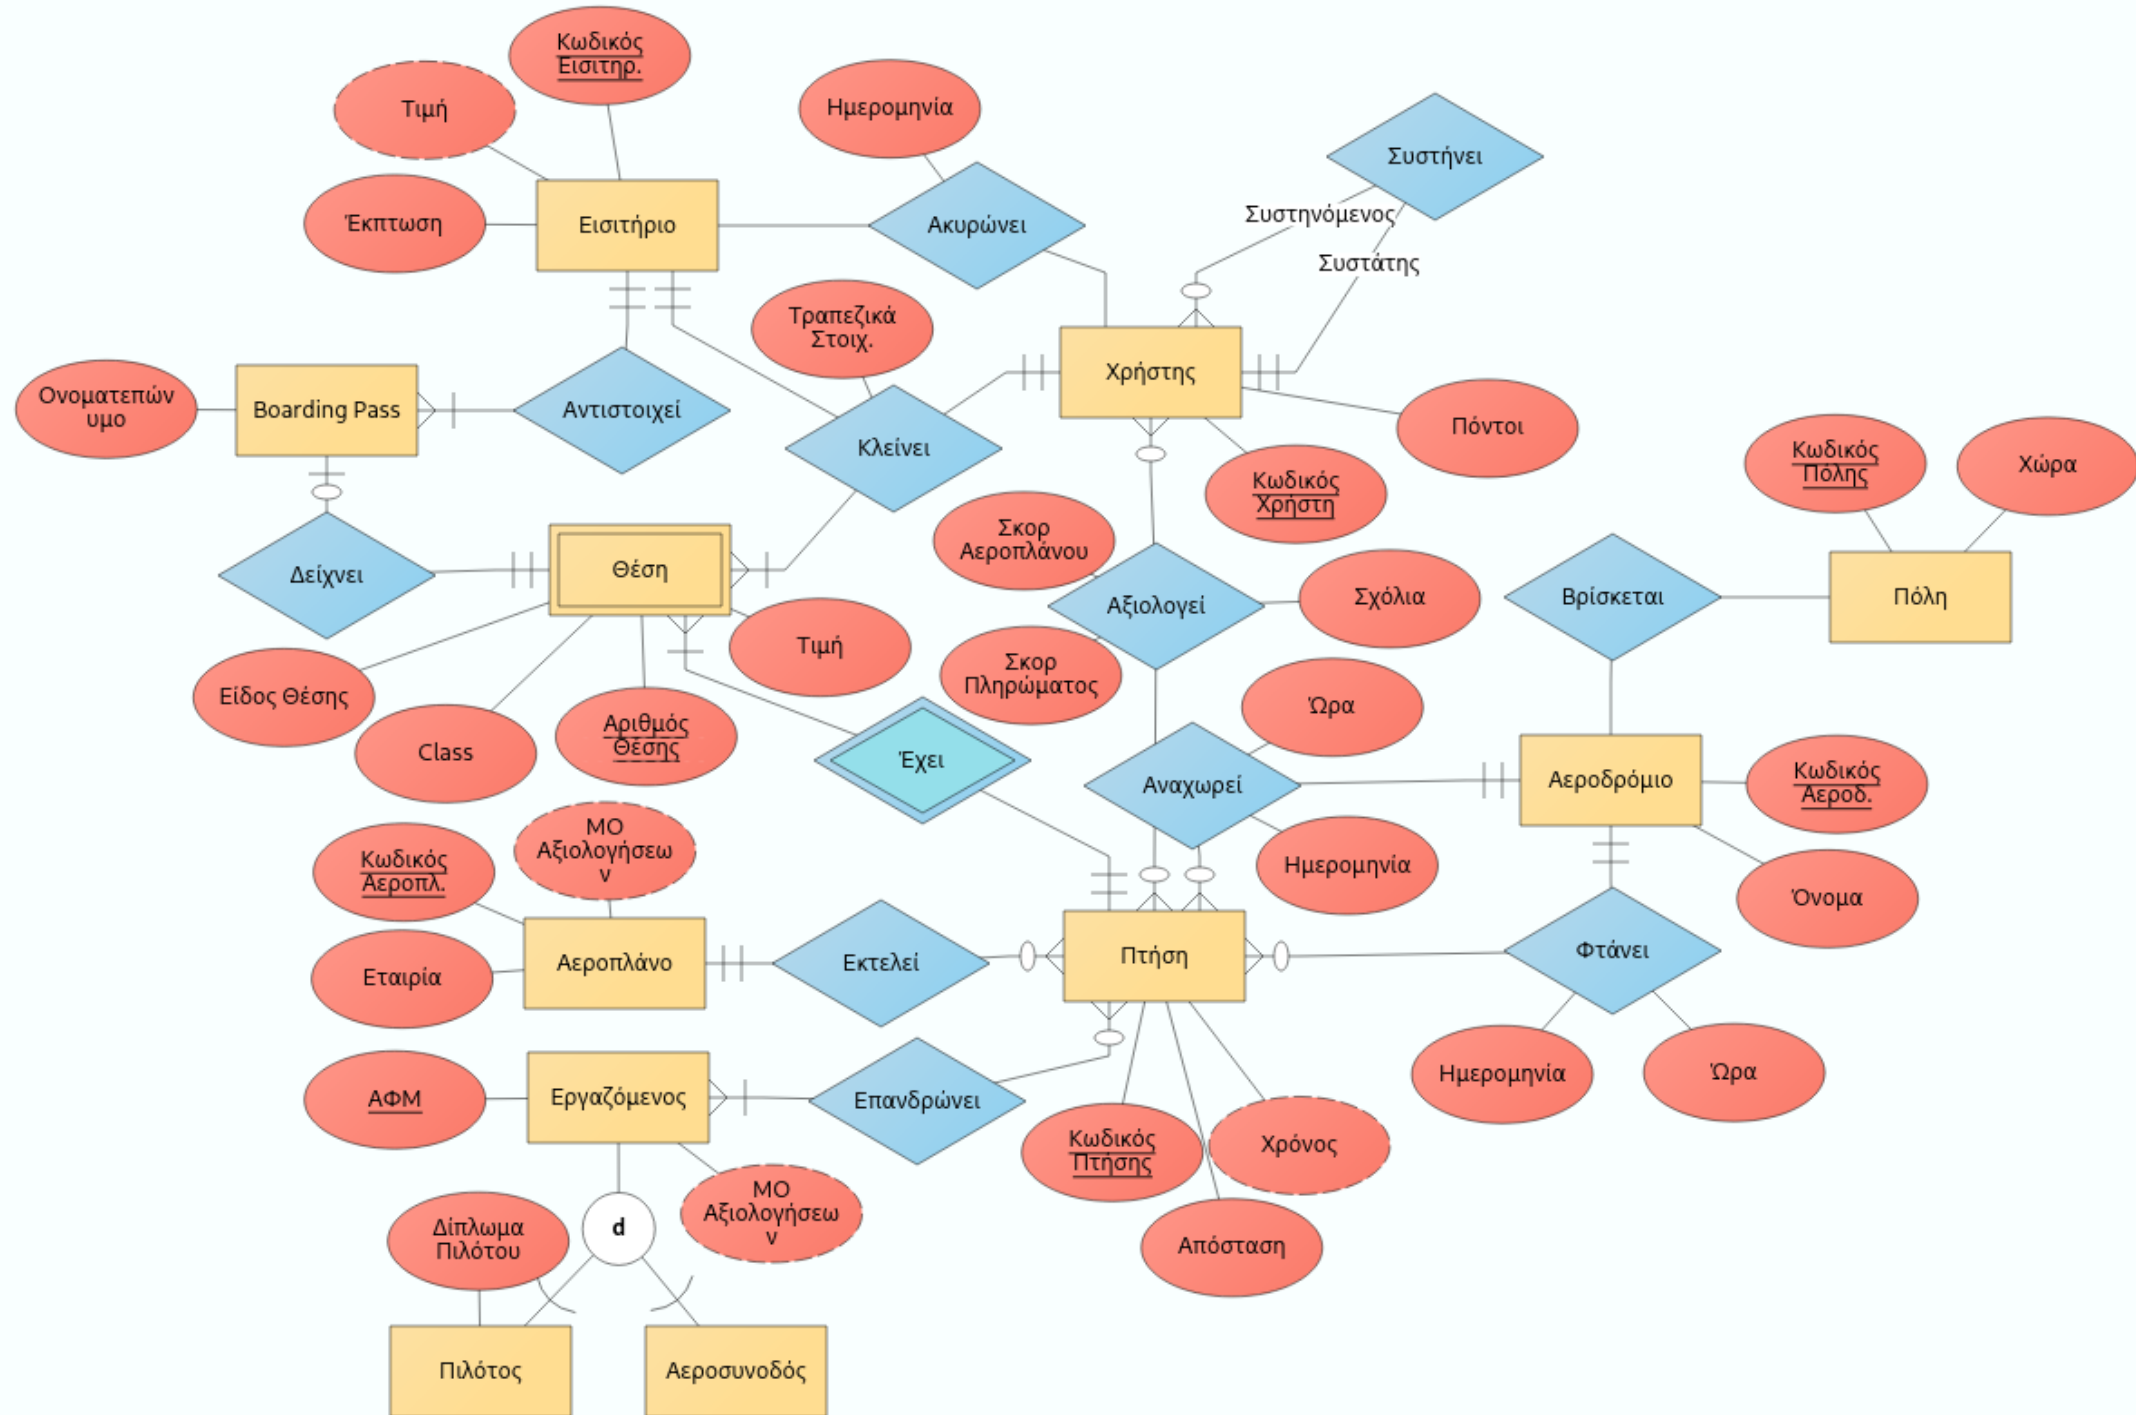 Κωδικός
Εισιτηρ.
Τιμή
Ημερομηνία
Συστήνει
Έκπτωση
Εισιτήριο
Ακυρώνει
Συστηνόμενος
Συστάτης
Τραπεζικά
Στοιχ.
Χρήστης
Ονοματεπών
υμο
Boarding Pass
Αντιστοιχεί
Κλείνει
Πόντοι
Κωδικός
Χρήστη
Κωδικός
Πόλης
Χώρα
Σκορ
Αεροπλάνου
Δείχνει
Θέση
Αξιολογεί
Σχόλια
Βρίσκεται
Πόλη
Τιμή
Σκορ
Πληρώματος
Είδος Θέσης
Class
Αριθμός
Θέσης
Ώρα
Έχει
Αναχωρεί
Αεροδρόμιο
Κωδικός
Αεροδ.
Κωδικός
Αεροπλ.
ΜΟ
Αξιολογήσεω
ν
Ημερομηνία
Όνομα
Εταιρία
Αεροπλάνο
Εκτελεί
Πτήση
Φτάνει
ΑΦΜ
Εργαζόμενος
Επανδρώνει
Ημερομηνία
Ώρα
Κωδικός
Πτήσης
Χρόνος
Δίπλωμα
Πιλότου
d
ΜΟ
Αξιολογήσεω
ν
Απόσταση
Πιλότος
Αεροσυνοδός